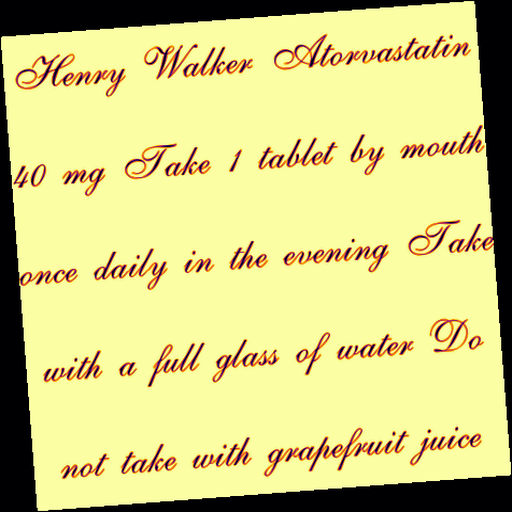 Henry Walker Atorvastatin
40 mg Take 1 tablet by mouth
once daily in the evening Take
with a full glass of water Do
not take with grapefruit juice